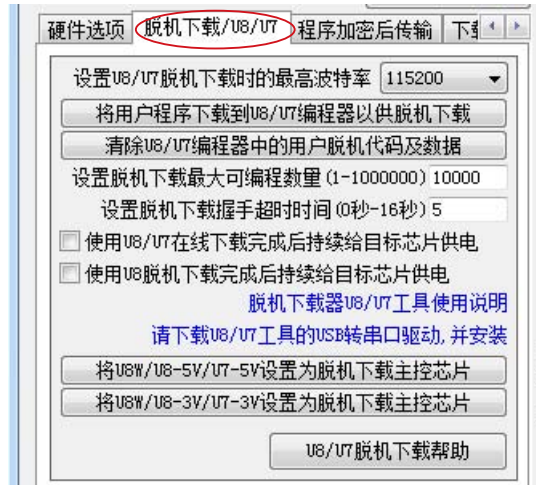 硬件选项 脱机下载/U8/U7 程序加密后传输
设置U8/U7脱机下载时的最高波特率 115200
将用户程序下载到U8/U7编程器以供脱机下载
清除U8/U7编程器中的用户脱机代码及数据
设置脱机下载最大可编程数量(1-1000000) 10000
设置脱机下载握手超时时间(0秒-16秒) 5
使用U8/U7在线下载完成后持续给目标芯片供电
使用U8脱机下载完成后持续给目标芯片供电
脱机下载器U8/U7工具使用说明
请下载U8/U7工具的USB转串口驱动,并安装
将U8W/U8-5V/U7-5V设置为脱机下载主控芯片
将U8W/U8-3V/U7-3V设置为脱机下载主控芯片
U8/U7脱机下载帮助